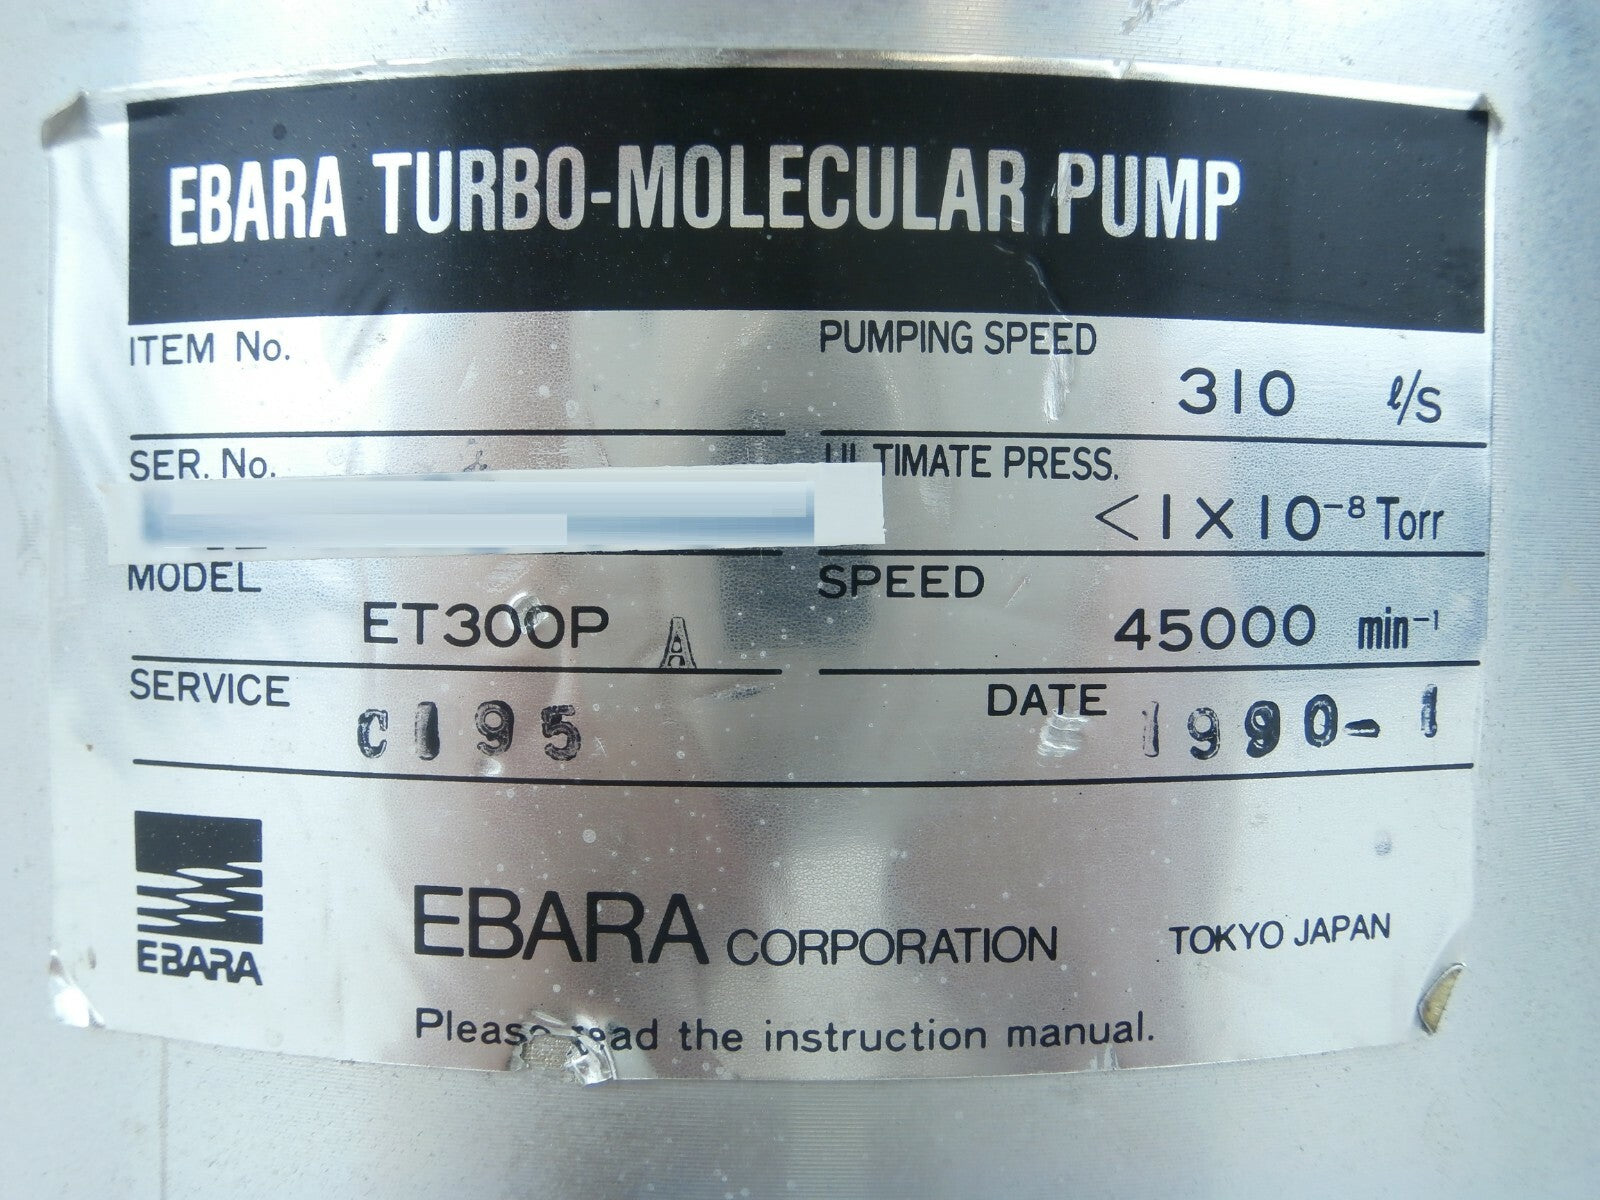 EBARA TURBO-MOLECULAR PUMP
ITEM No.
PUMPING SPEED
310 ℓ/S
SER. No.
ULTIMATE PRESS.
<1×10⁻⁸ Torr
MODEL
ET300P A
SPEED
45000 min⁻¹
SERVICE
C195
DATE
1990-1
EBARA
EBARA CORPORATION TOKYO JAPAN
Please read the instruction manual.